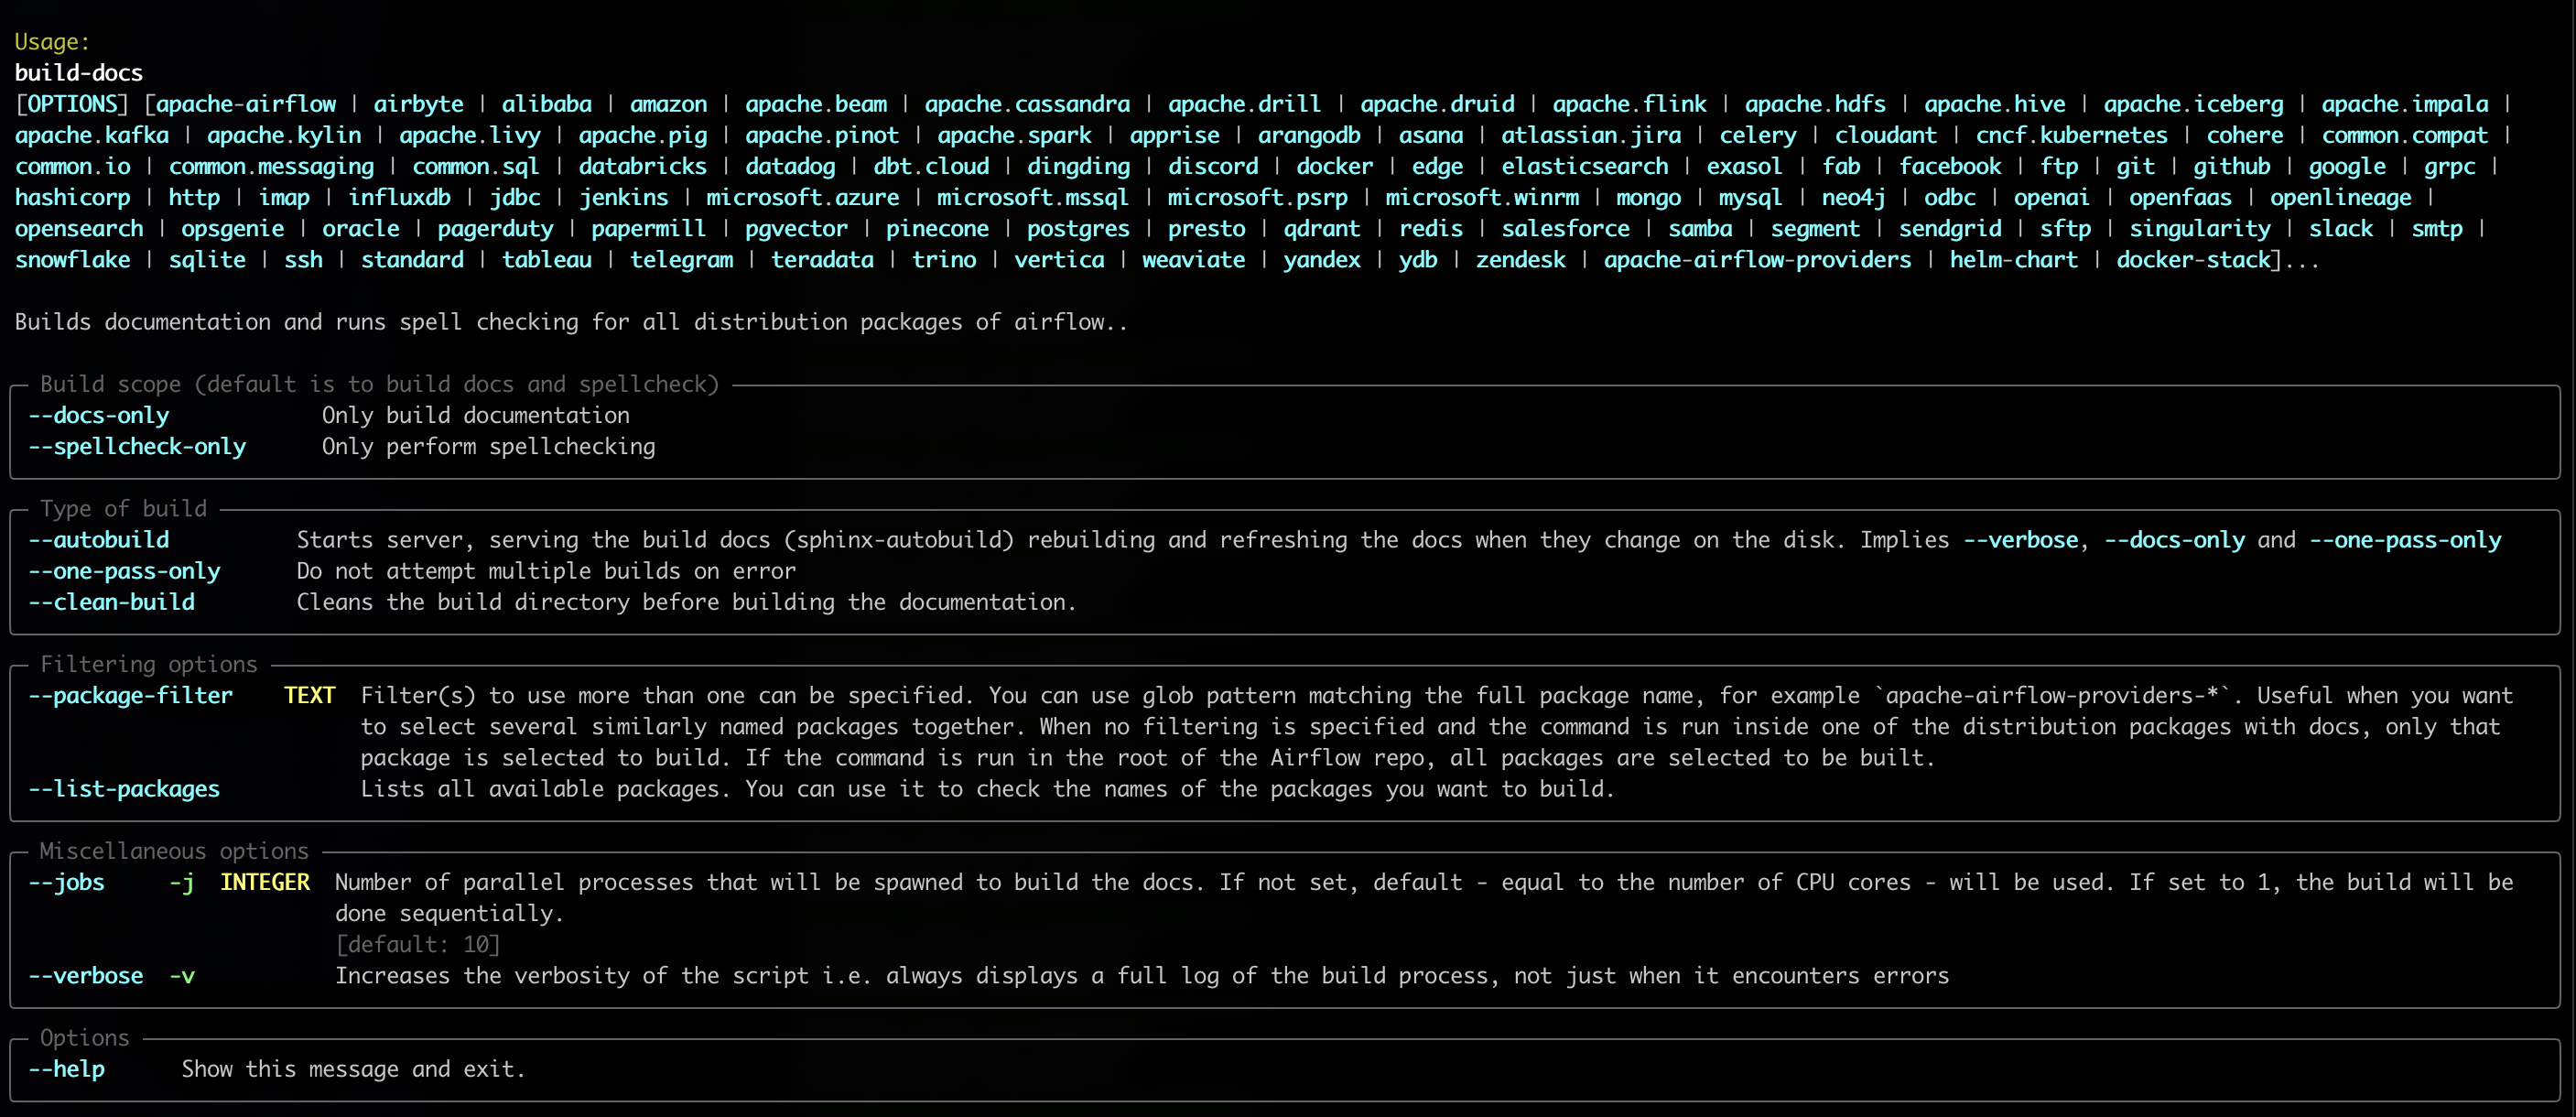 Usage:
build-docs
[OPTIONS] [apache-airflow | airbyte | alibaba | amazon | apache.beam | apache.cassandra | apache.drill | apache.druid | apache.flink | apache.hdfs | apache.hive | apache.iceberg | apache.impala |
apache.kafka | apache.kylin | apache.livy | apache.pig | apache.pinot | apache.spark | apprise | arangodb | asana | atlassian.jira | celery | cloudant | cncf.kubernetes | cohere | common.compat |
common.io | common.messaging | common.sql | databricks | datadog | dbt.cloud | dingding | discord | docker | edge | elasticsearch | exasol | fab | facebook | ftp | git | github | google | grpc |
hashicorp | http | imap | influxdb | jdbc | jenkins | microsoft.azure | microsoft.mssql | microsoft.psrp | microsoft.winrm | mongo | mysql | neo4j | odbc | openai | openfaas | openlineage |
opensearch | opsgenie | oracle | pagerduty | papermill | pgvector | pinecone | postgres | presto | qdrant | redis | salesforce | samba | segment | sendgrid | sftp | singularity | slack | smtp |
snowflake | sqlite | ssh | standard | tableau | telegram | teradata | trino | vertica | weaviate | yandex | ydb | zendesk | apache-airflow-providers | helm-chart | docker-stack]...
Builds documentation and runs spell checking for all distribution packages of airflow..
Build scope (default is to build docs and spellcheck)
--docs-only Only build documentation
--spellcheck-only Only perform spellchecking
Type of build
--autobuild Starts server, serving the build docs (sphinx-autobuild) rebuilding and refreshing the docs when they change on the disk. Implies --verbose, --docs-only and --one-pass-only
--one-pass-only Do not attempt multiple builds on error
--clean-build Cleans the build directory before building the documentation.
Filtering options
--package-filter TEXT Filter(s) to use more than one can be specified. You can use glob pattern matching the full package name, for example `apache-airflow-providers-*`. Useful when you want
to select several similarly named packages together. When no filtering is specified and the command is run inside one of the distribution packages with docs, only that
package is selected to build. If the command is run in the root of the Airflow repo, all packages are selected to be built.
--list-packages Lists all available packages. You can use it to check the names of the packages you want to build.
Miscellaneous options
--jobs -j INTEGER Number of parallel processes that will be spawned to build the docs. If not set, default - equal to the number of CPU cores - will be used. If set to 1, the build will be
done sequentially.
[default: 10]
--verbose -v Increases the verbosity of the script i.e. always displays a full log of the build process, not just when it encounters errors
Options
--help Show this message and exit.